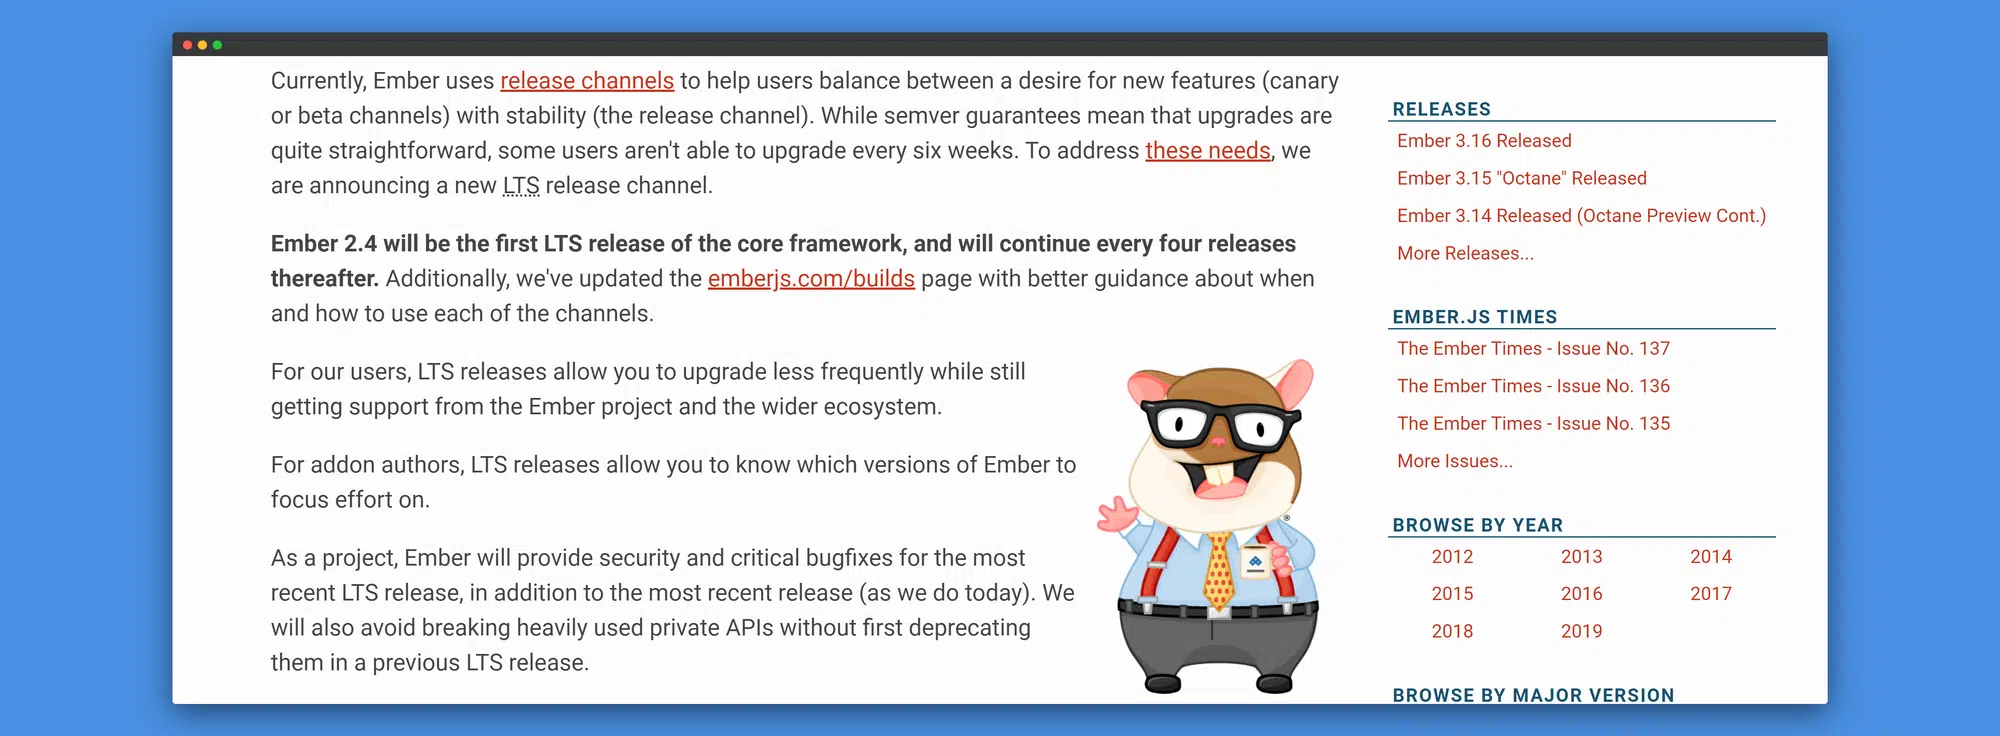 Currently, Ember uses release channels to help users balance between a desire for new features (canary
or beta channels) with stability (the release channel). While semver guarantees mean that upgrades are
quite straightforward, some users aren't able to upgrade every six weeks. To address these needs, we
are announcing a new LTS release channel.
Ember 2.4 will be the first LTS release of the core framework, and will continue every four releases
thereafter. Additionally, we've updated the emberjs.com/builds page with better guidance about when
and how to use each of the channels.
For our users, LTS releases allow you to upgrade less frequently while still
getting support from the Ember project and the wider ecosystem.
For addon authors, LTS releases allow you to know which versions of Ember to
focus effort on.
As a project, Ember will provide security and critical bugfixes for the most
recent LTS release, in addition to the most recent release (as we do today). We
will also avoid breaking heavily used private APIs without first deprecating
them in a previous LTS release.
®
RELEASES
Ember 3.16 Released
Ember 3.15 "Octane" Released
Ember 3.14 Released (Octane Preview Cont.)
More Releases...
EMBER.JS TIMES
The Ember Times - Issue No. 137
The Ember Times - Issue No. 136
The Ember Times - Issue No. 135
More Issues...
BROWSE BY YEAR
2012 2013 2014
2015 2016 2017
2018 2019
BROWSE BY MAJOR VERSION